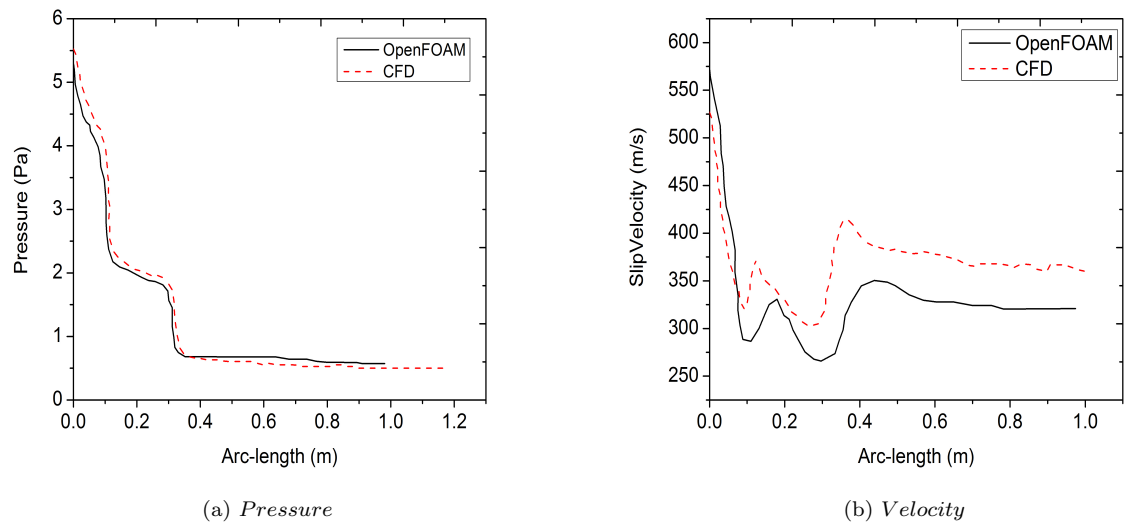 6
5
4
3
2
1
0
Pressure (Pa)
OpenFOAM
CFD
0.0 0.2 0.4 0.6 0.8 1.0 1.2
Arc-length (m)
(a) Pressure
600
550
500
450
400
350
300
250
SlipVelocity (m/s)
OpenFOAM
CFD
0.0 0.2 0.4 0.6 0.8 1.0
Arc-length (m)
(b) Velocity